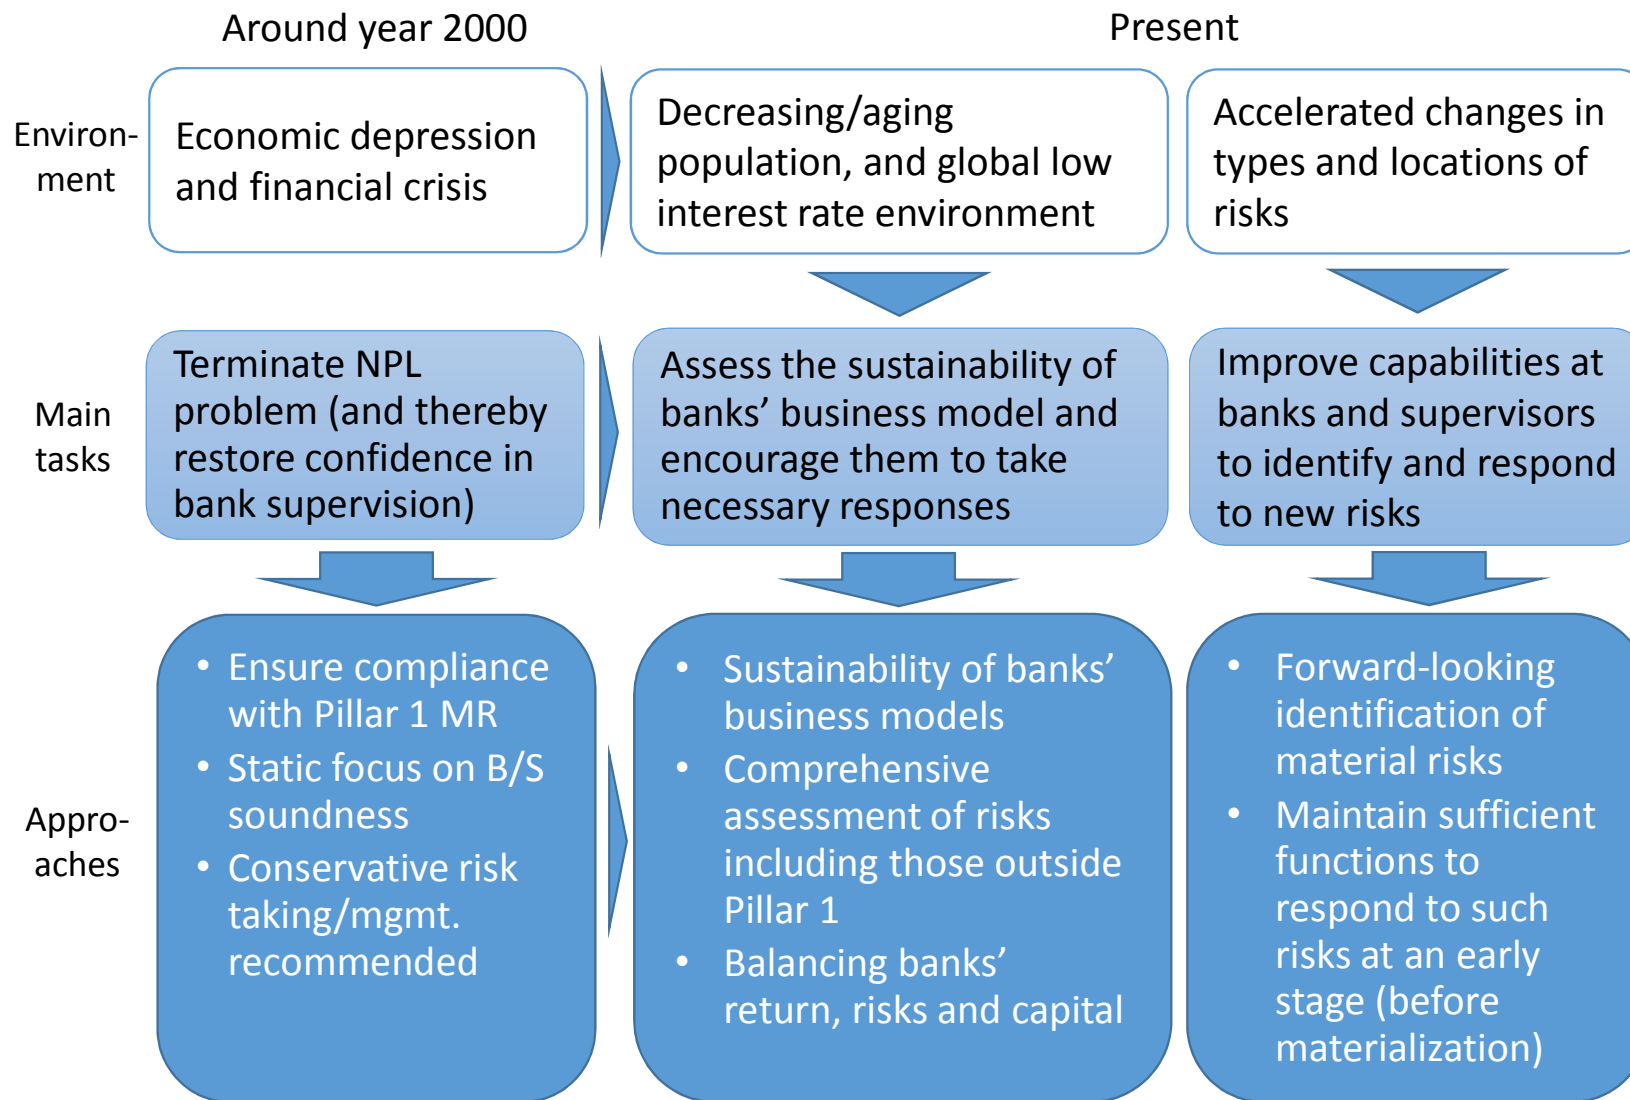 Around year 2000
Present
Environ-
ment
Economic depression
and financial crisis
Decreasing/aging
population, and global low
interest rate environment
Accelerated changes in
types and locations of
risks
Main
tasks
Terminate NPL
problem (and thereby
restore confidence in
bank supervision)
Assess the sustainability of
banks’ business model and
encourage them to take
necessary responses
Improve capabilities at
banks and supervisors
to identify and respond
to new risks
Appro-
aches
• Ensure compliance
with Pillar 1 MR
• Static focus on B/S
soundness
• Conservative risk
taking/mgmt.
recommended
• Sustainability of banks’
business models
• Comprehensive
assessment of risks
including those outside
Pillar 1
• Balancing banks’
return, risks and capital
• Forward-looking
identification of
material risks
• Maintain sufficient
functions to
respond to such
risks at an early
stage (before
materialization)